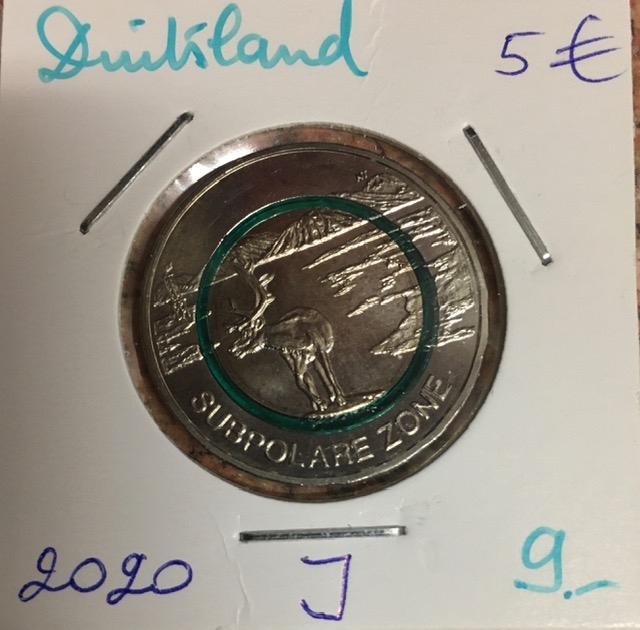 Duitsland 5 €
SUBPOLARE ZONE
2020 J 9.-